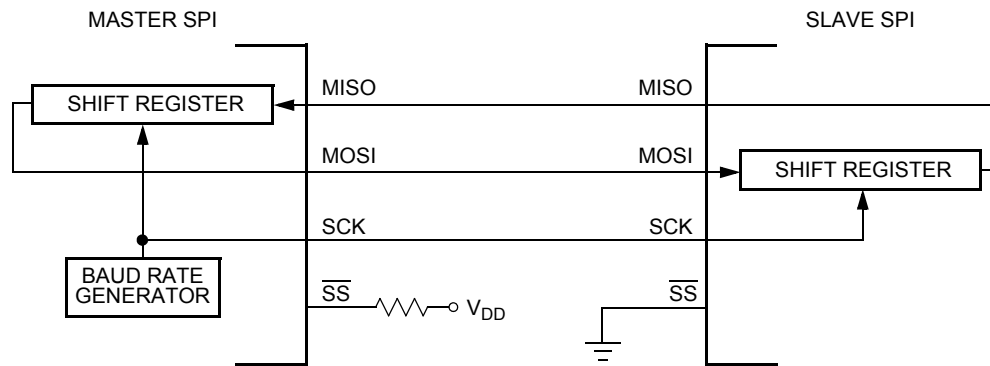 MASTER SPI
SLAVE SPI
SHIFT REGISTER
MISO
MISO
MOSI
MOSI
SHIFT REGISTER
SCK
SCK
BAUD RATE
GENERATOR
SS
VDD
SS